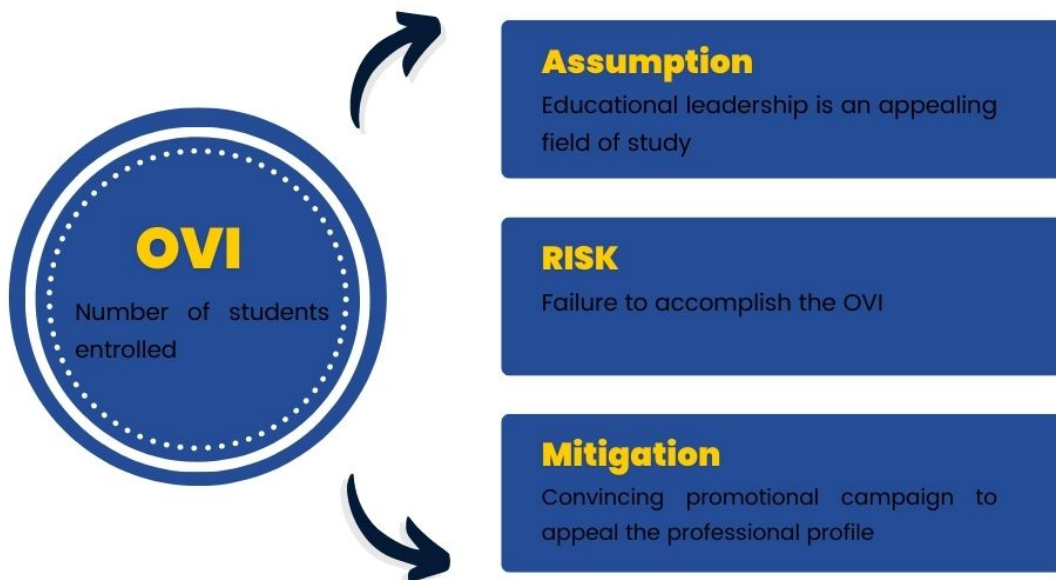 OVI
Number of students
entrolled
Assumption
Educational leadership is an appealing
field of study
RISK
Failure to accomplish the OVI
Mitigation
Convincing promotional campaign to
appeal the professional profile